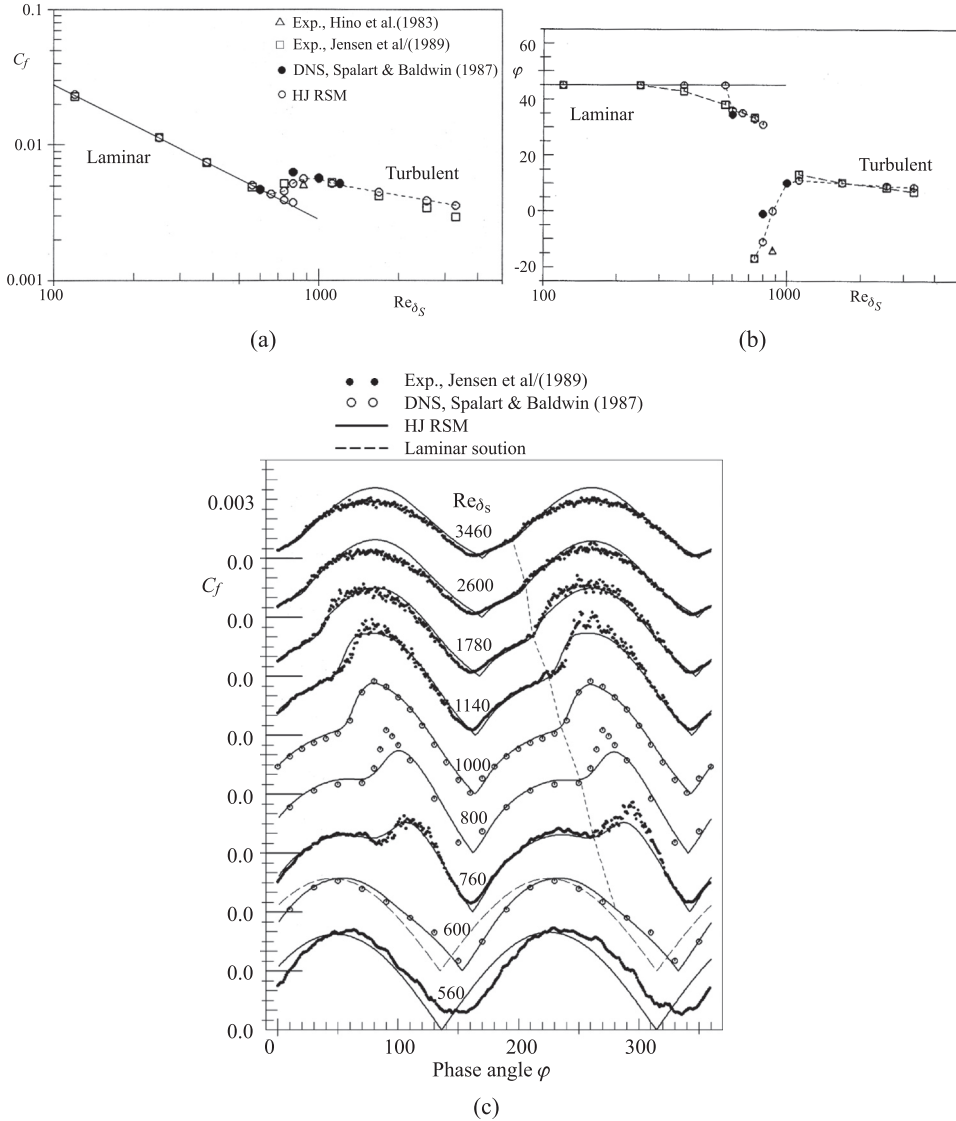 0.1
C_f
0.01
0.001
100
1000
Re_δS
△ Exp., Hino et al.(1983)
□ Exp., Jensen et al/(1989)
● DNS, Spalart & Baldwin (1987)
○ HJ RSM
Laminar
Turbulent
(a)
60
φ
40
20
0
-20
100
1000
Re_δS
Laminar
Turbulent
(b)
● ● Exp., Jensen et al/(1989)
○ ○ DNS, Spalart & Baldwin (1987)
HJ RSM
Laminar soution
0.003
0.0
C_f
0.0
0.0
0.0
0.0
0.0
0.0
0.0
0.0
Re_δs
3460
2600
1780
1140
1000
800
760
600
560
0
100
200
300
Phase angle φ
(c)